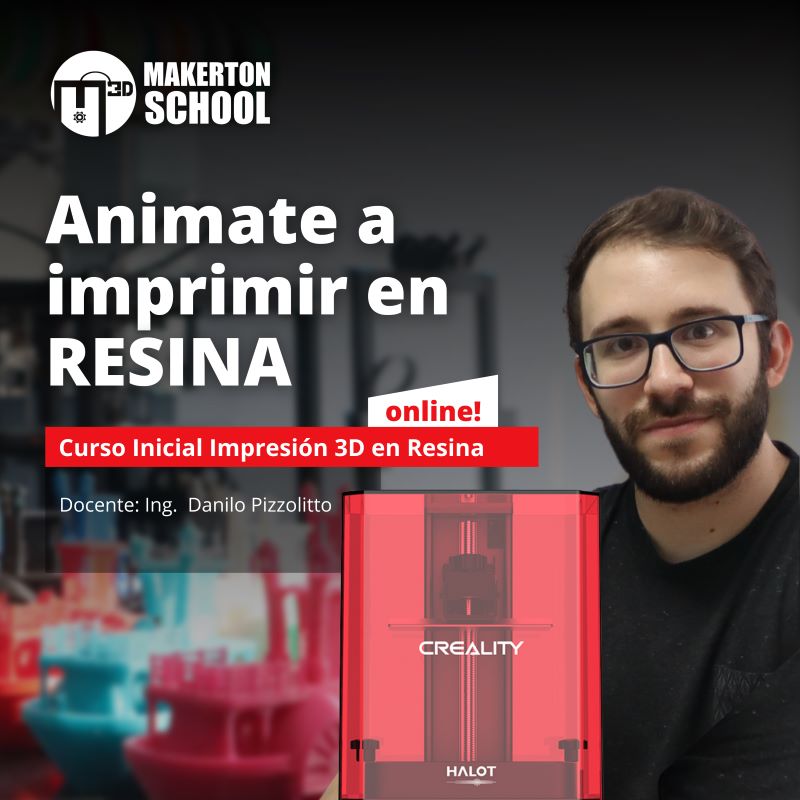 3D
MAKERTON
SCHOOL
Animate a
imprimir en
RESINA
online!
Curso Inicial Impresión 3D en Resina
Docente: Ing. Danilo Pizzolitto
CREALITY
HALOT